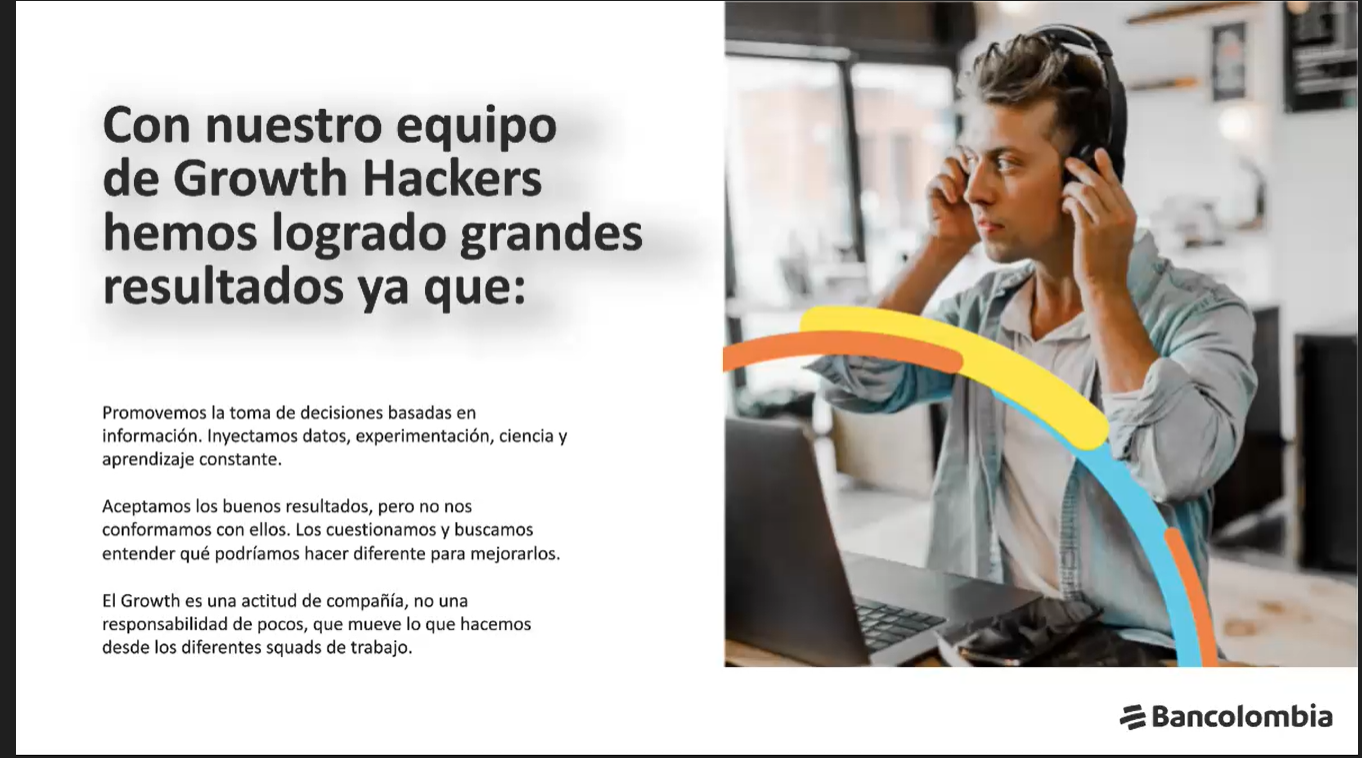 Con nuestro equipo
de Growth Hackers
hemos logrado grandes
resultados ya que:
Promovemos la toma de decisiones basadas en
información. Inyectamos datos, experimentación, ciencia y
aprendizaje constante.
Aceptamos los buenos resultados, pero no nos
conformamos con ellos. Los cuestionamos y buscamos
entender qué podríamos hacer diferente para mejorarlos.
El Growth es una actitud de compañía, no una
responsabilidad de pocos, que mueve lo que hacemos
desde los diferentes squads de trabajo.
Bancolombia